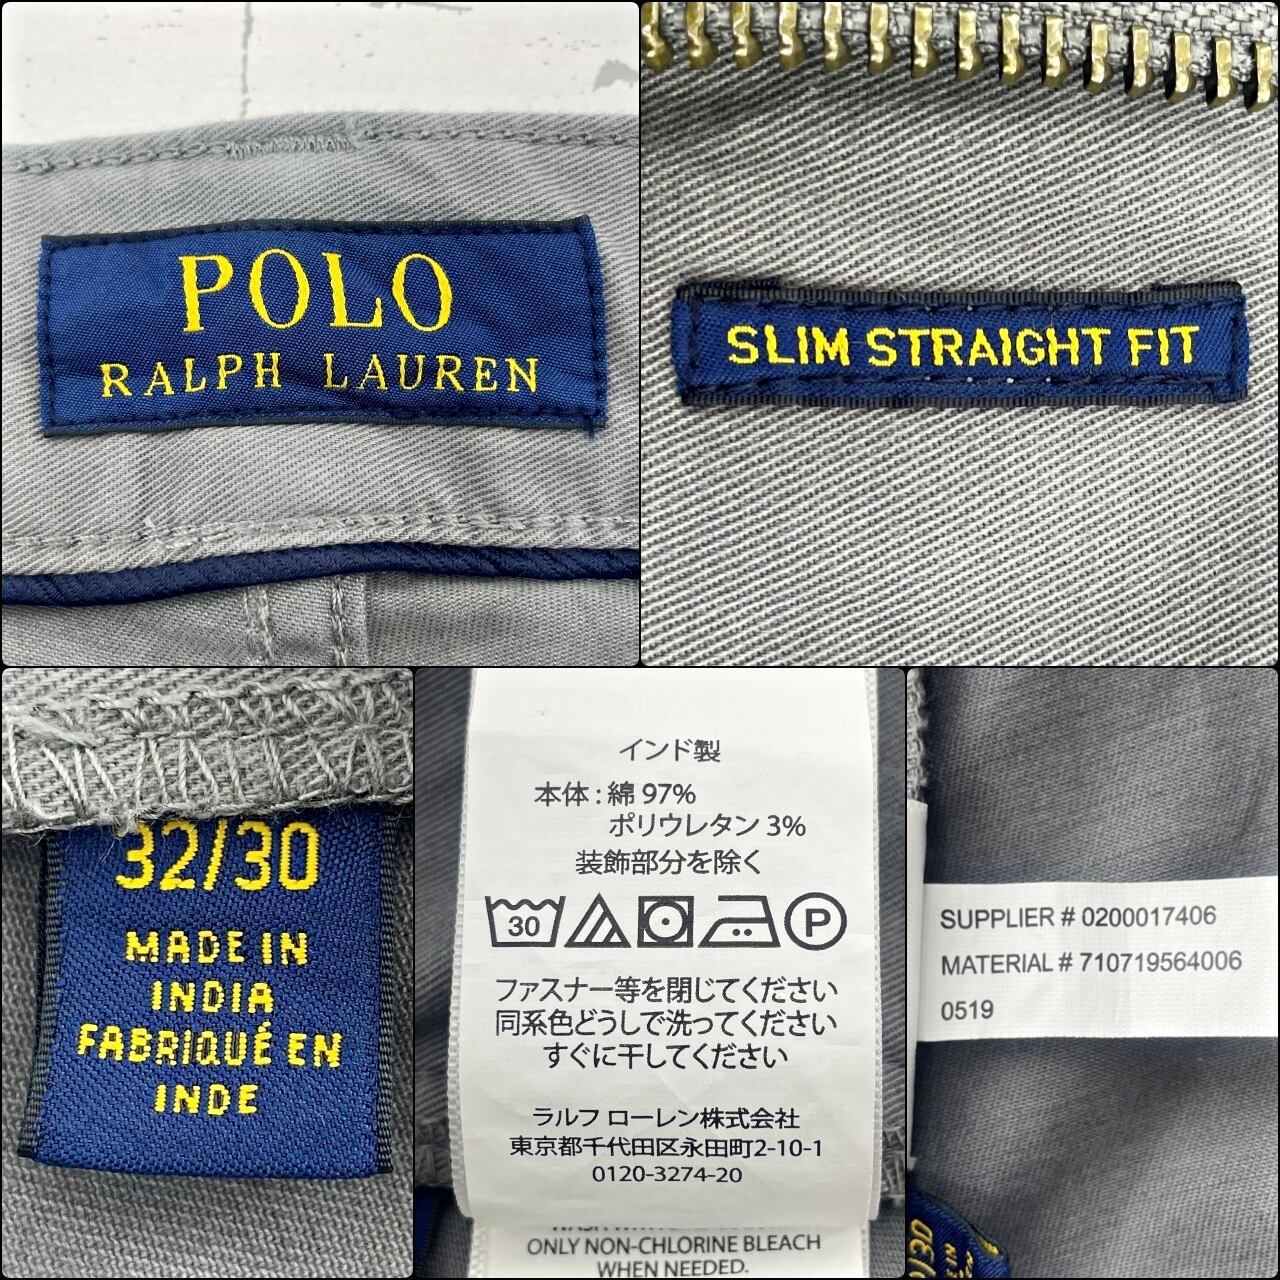 POLO
RALPH LAUREN
SLIM STRAIGHT FIT
32/30
MADE IN
INDIA
FABRIQUÉ EN
INDE
インド製
本体 : 綿 97%
ポリウレタン 3%
装飾部分を除く
30
P
ファスナー等を閉じてください
同系色どうしで洗ってください
すぐに干してください
ラルフ ローレン株式会社
東京都千代田区永田町2-10-1
0120-3274-20
ONLY NON-CHLORINE BLEACH
WHEN NEEDED.
SUPPLIER # 0200017406
MATERIAL # 710719564006
0519